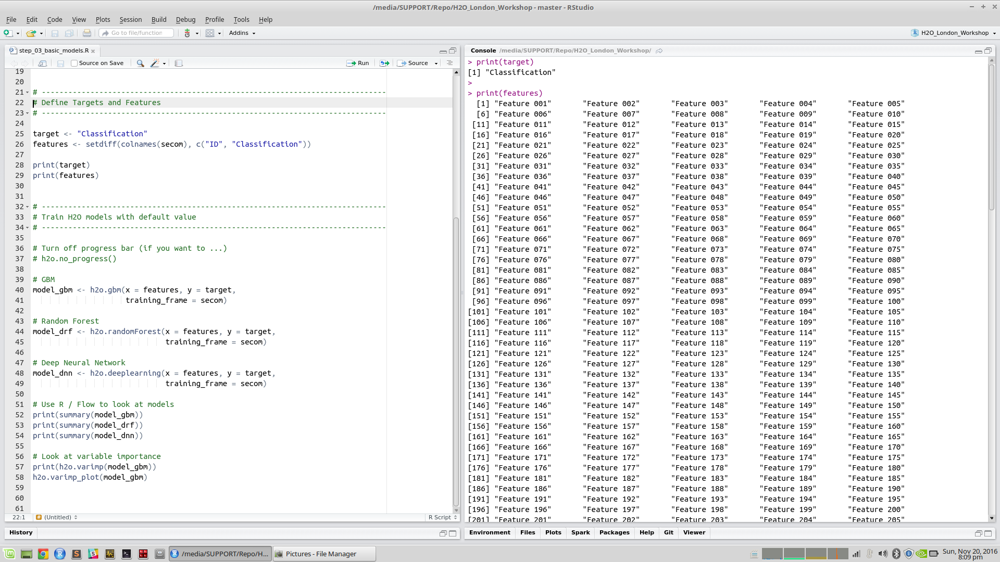 /media/SUPPORT/Repo/H2O_London_Workshop - master - RStudio
File Edit Code View Plots Session Build Debug Profile Tools Help
Go to file/function Addins H2O_London_Workshop
step_03_basic_models.R
Source on Save Run Source
19
20
21 # ------------------------------------------------------------------------------
22 # Define Targets and Features
23 # ------------------------------------------------------------------------------
24
25 target <- "Classification"
26 features <- setdiff(colnames(secom), c("ID", "Classification"))
27
28 print(target)
29 print(features)
30
31
32 # ------------------------------------------------------------------------------
33 # Train H2O models with default value
34 # ------------------------------------------------------------------------------
35
36 # Turn off progress bar (if you want to ...)
37 # h2o.no_progress()
38
39 # GBM
40 model_gbm <- h2o.gbm(x = features, y = target,
41 training_frame = secom)
42
43 # Random Forest
44 model_drf <- h2o.randomForest(x = features, y = target,
45 training_frame = secom)
46
47 # Deep Neural Network
48 model_dnn <- h2o.deeplearning(x = features, y = target,
49 training_frame = secom)
50
51 # Use R / Flow to look at models
52 print(summary(model_gbm))
53 print(summary(model_drf))
54 print(summary(model_dnn))
55
56 # Look at variable importance
57 print(h2o.varimp(model_gbm))
58 h2o.varimp_plot(model_gbm)
59
60
61
22:1 (Untitled) R Script
History
Console /media/SUPPORT/Repo/H2O_London_Workshop/
> print(target)
[1] "Classification"
>
> print(features)
[1] "Feature 001" "Feature 002" "Feature 003" "Feature 004" "Feature 005"
[6] "Feature 006" "Feature 007" "Feature 008" "Feature 009" "Feature 010"
[11] "Feature 011" "Feature 012" "Feature 013" "Feature 014" "Feature 015"
[16] "Feature 016" "Feature 017" "Feature 018" "Feature 019" "Feature 020"
[21] "Feature 021" "Feature 022" "Feature 023" "Feature 024" "Feature 025"
[26] "Feature 026" "Feature 027" "Feature 028" "Feature 029" "Feature 030"
[31] "Feature 031" "Feature 032" "Feature 033" "Feature 034" "Feature 035"
[36] "Feature 036" "Feature 037" "Feature 038" "Feature 039" "Feature 040"
[41] "Feature 041" "Feature 042" "Feature 043" "Feature 044" "Feature 045"
[46] "Feature 046" "Feature 047" "Feature 048" "Feature 049" "Feature 050"
[51] "Feature 051" "Feature 052" "Feature 053" "Feature 054" "Feature 055"
[56] "Feature 056" "Feature 057" "Feature 058" "Feature 059" "Feature 060"
[61] "Feature 061" "Feature 062" "Feature 063" "Feature 064" "Feature 065"
[66] "Feature 066" "Feature 067" "Feature 068" "Feature 069" "Feature 070"
[71] "Feature 071" "Feature 072" "Feature 073" "Feature 074" "Feature 075"
[76] "Feature 076" "Feature 077" "Feature 078" "Feature 079" "Feature 080"
[81] "Feature 081" "Feature 082" "Feature 083" "Feature 084" "Feature 085"
[86] "Feature 086" "Feature 087" "Feature 088" "Feature 089" "Feature 090"
[91] "Feature 091" "Feature 092" "Feature 093" "Feature 094" "Feature 095"
[96] "Feature 096" "Feature 097" "Feature 098" "Feature 099" "Feature 100"
[101] "Feature 101" "Feature 102" "Feature 103" "Feature 104" "Feature 105"
[106] "Feature 106" "Feature 107" "Feature 108" "Feature 109" "Feature 110"
[111] "Feature 111" "Feature 112" "Feature 113" "Feature 114" "Feature 115"
[116] "Feature 116" "Feature 117" "Feature 118" "Feature 119" "Feature 120"
[121] "Feature 121" "Feature 122" "Feature 123" "Feature 124" "Feature 125"
[126] "Feature 126" "Feature 127" "Feature 128" "Feature 129" "Feature 130"
[131] "Feature 131" "Feature 132" "Feature 133" "Feature 134" "Feature 135"
[136] "Feature 136" "Feature 137" "Feature 138" "Feature 139" "Feature 140"
[141] "Feature 141" "Feature 142" "Feature 143" "Feature 144" "Feature 145"
[146] "Feature 146" "Feature 147" "Feature 148" "Feature 149" "Feature 150"
[151] "Feature 151" "Feature 152" "Feature 153" "Feature 154" "Feature 155"
[156] "Feature 156" "Feature 157" "Feature 158" "Feature 159" "Feature 160"
[161] "Feature 161" "Feature 162" "Feature 163" "Feature 164" "Feature 165"
[166] "Feature 166" "Feature 167" "Feature 168" "Feature 169" "Feature 170"
[171] "Feature 171" "Feature 172" "Feature 173" "Feature 174" "Feature 175"
[176] "Feature 176" "Feature 177" "Feature 178" "Feature 179" "Feature 180"
[181] "Feature 181" "Feature 182" "Feature 183" "Feature 184" "Feature 185"
[186] "Feature 186" "Feature 187" "Feature 188" "Feature 189" "Feature 190"
[191] "Feature 191" "Feature 192" "Feature 193" "Feature 194" "Feature 195"
[196] "Feature 196" "Feature 197" "Feature 198" "Feature 199" "Feature 200"
[201] "Feature 201" "Feature 202" "Feature 203" "Feature 204" "Feature 205"
Environment Files Plots Spark Packages Help Git Viewer
/media/SUPPORT/Repo/H... Pictures - File Manager
Sun, Nov 20, 2016
8:09 pm